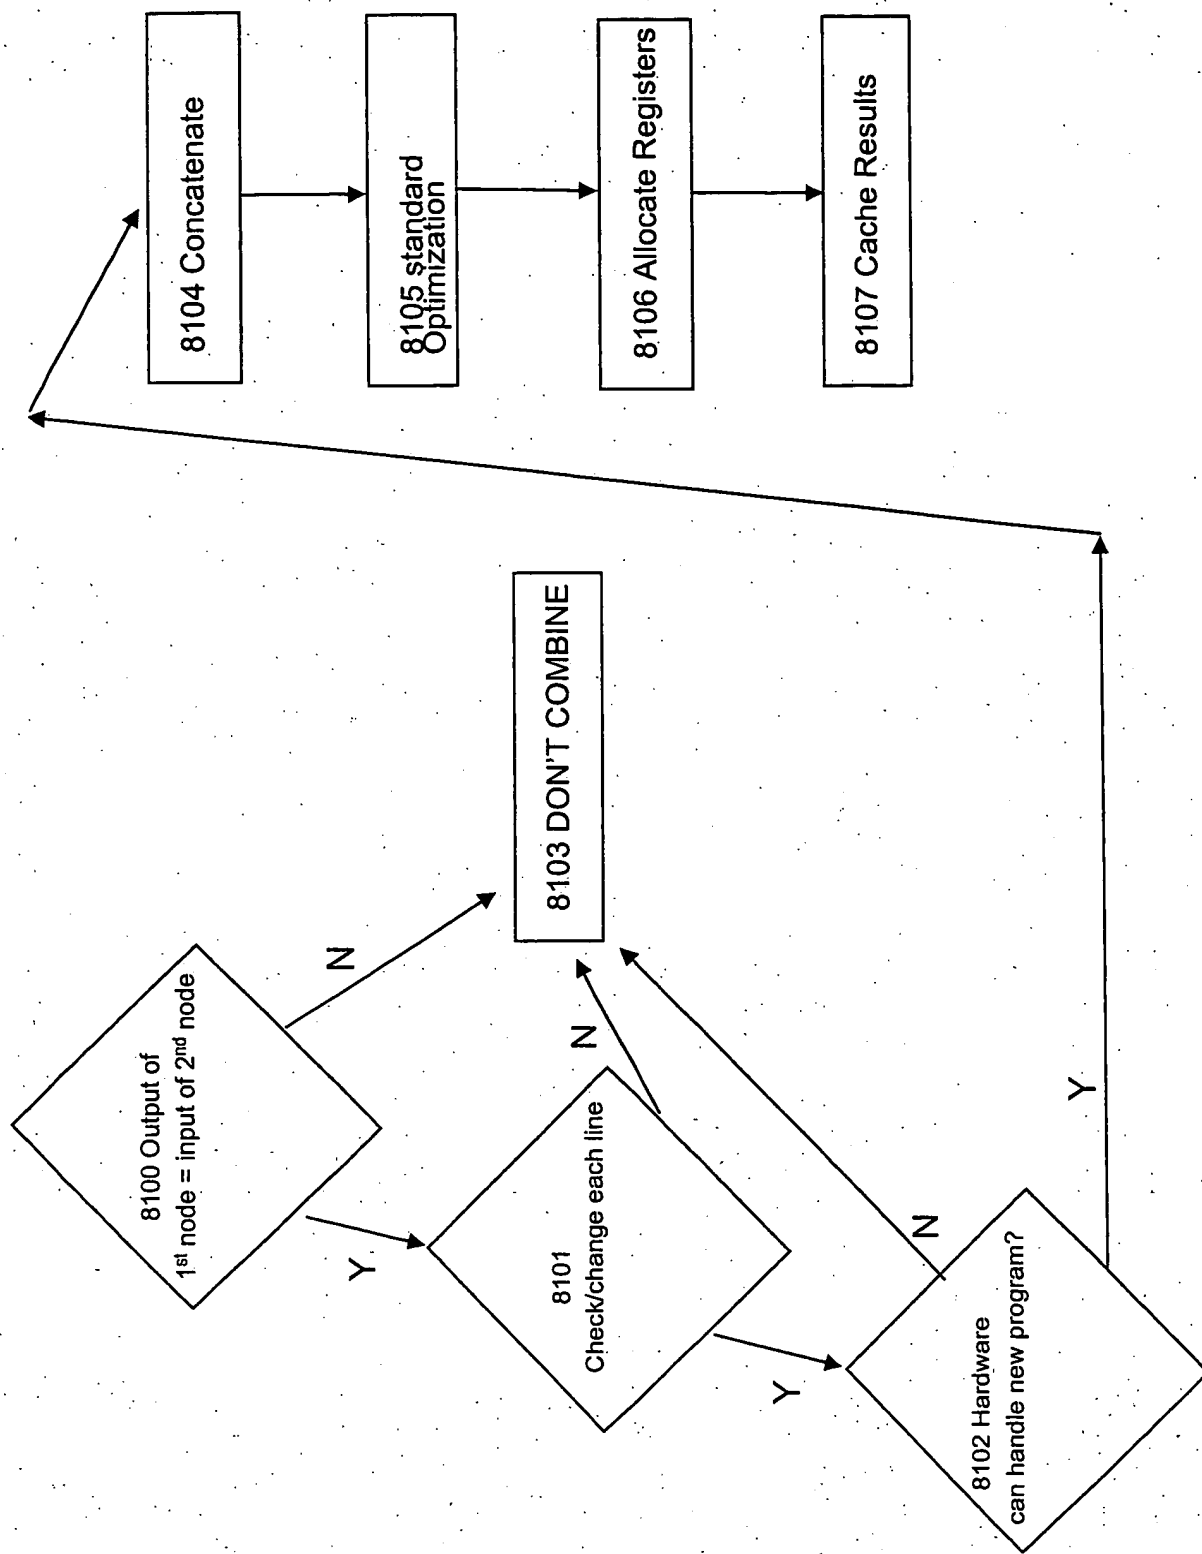 8100 Output of
1st node = input of 2nd node
Y
N
8101
Check/change each line
Y
N
8102 Hardware
can handle new program?
N
Y
8103 DON'T COMBINE
8104 Concatenate
8105 standard
Optimization
8106 Allocate Registers
8107 Cache Results